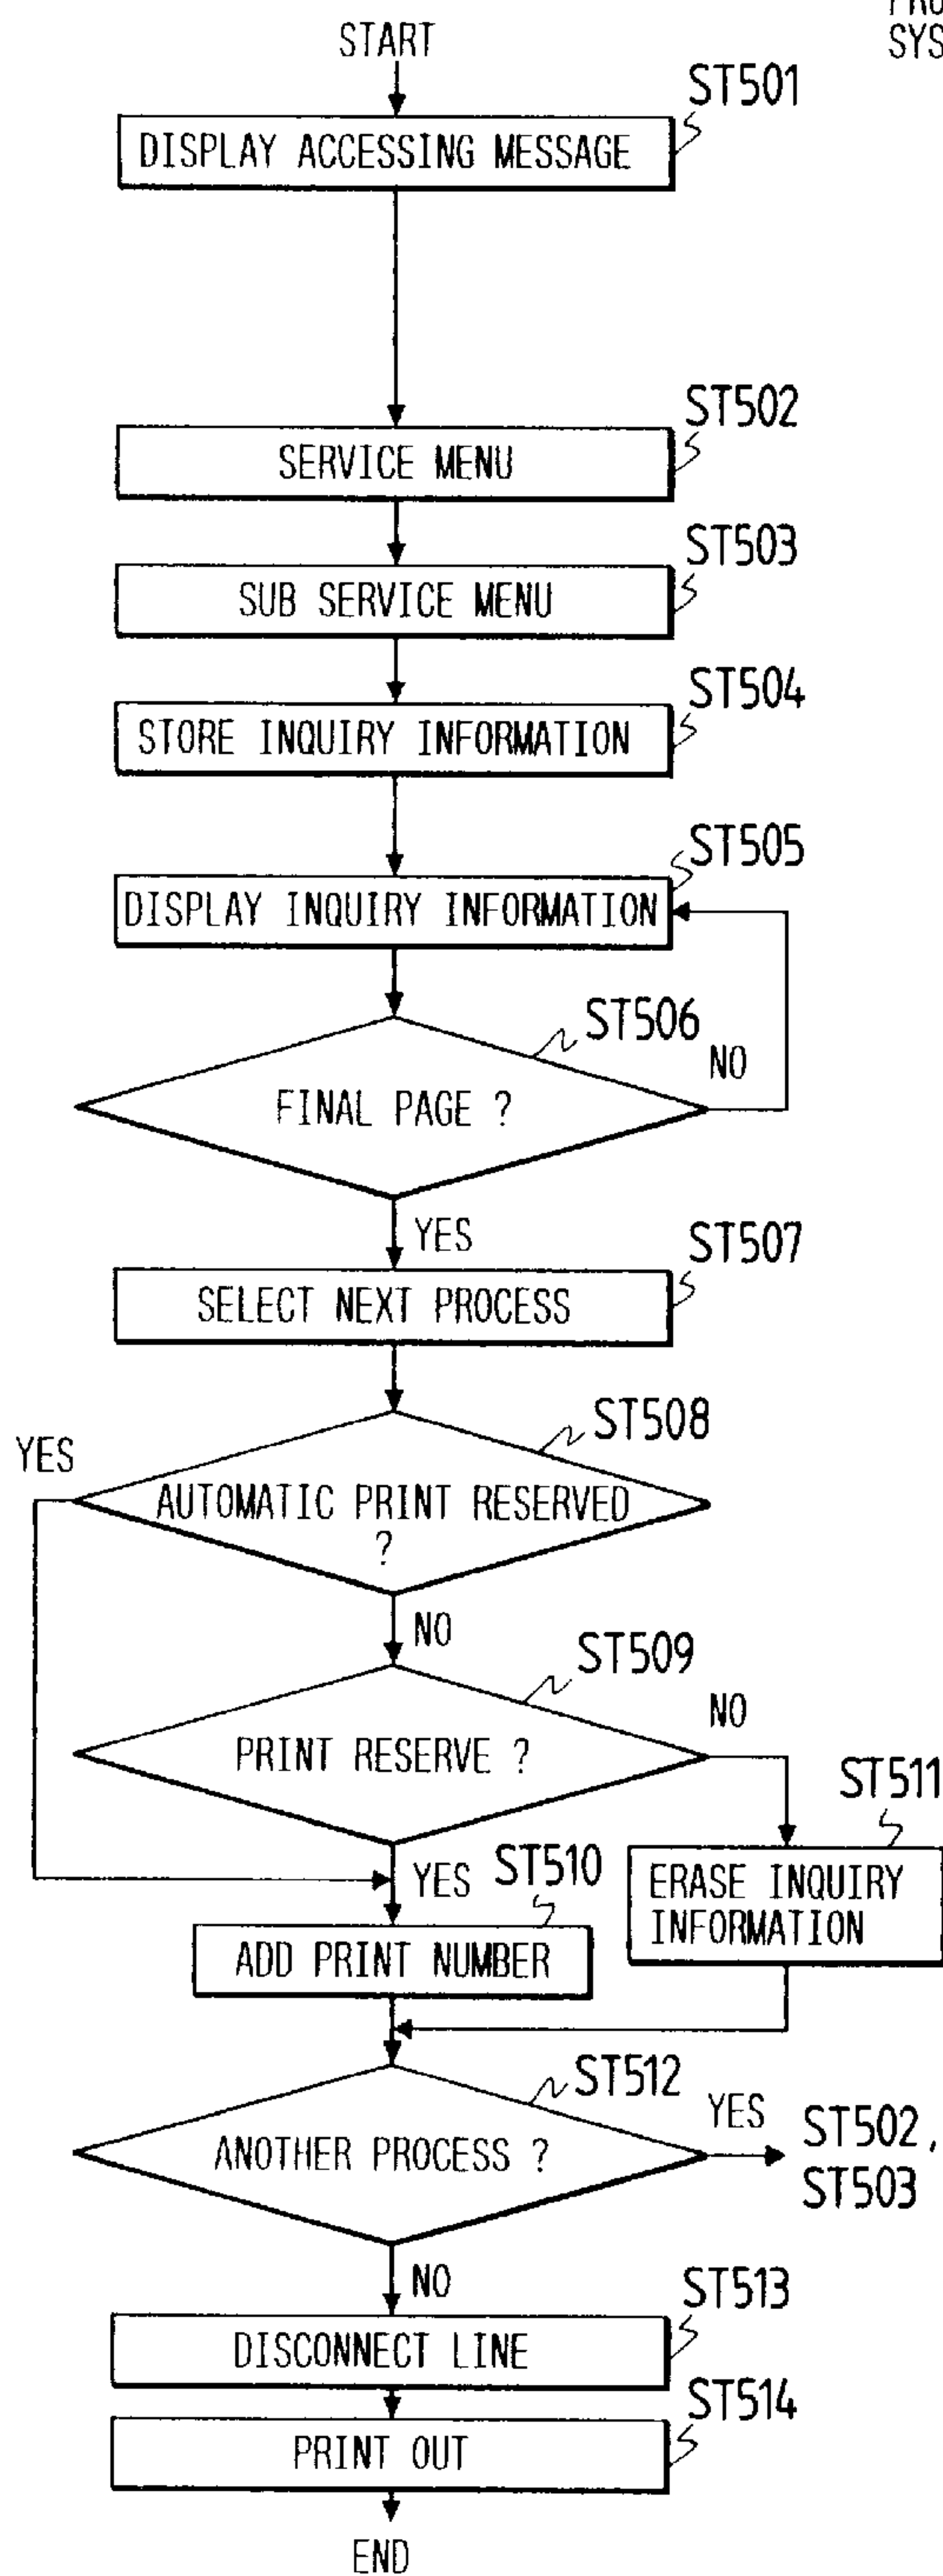 START
SYS
ST501
DISPLAY ACCESSING MESSAGE
ST502
SERVICE MENU
ST503
SUB SERVICE MENU
ST504
STORE INQUIRY INFORMATION
ST505
DISPLAY INQUIRY INFORMATION
ST506
NO
FINAL PAGE ?
YES
ST507
SELECT NEXT PROCESS
ST508
YES
AUTOMATIC PRINT RESERVED
?
NO
ST509
NO
PRINT RESERVE ?
ST511
YES
ST510
ERASE INQUIRY
INFORMATION
ADD PRINT NUMBER
ST512
YES
ST502,
ST503
ANOTHER PROCESS ?
NO
ST513
DISCONNECT LINE
ST514
PRINT OUT
END